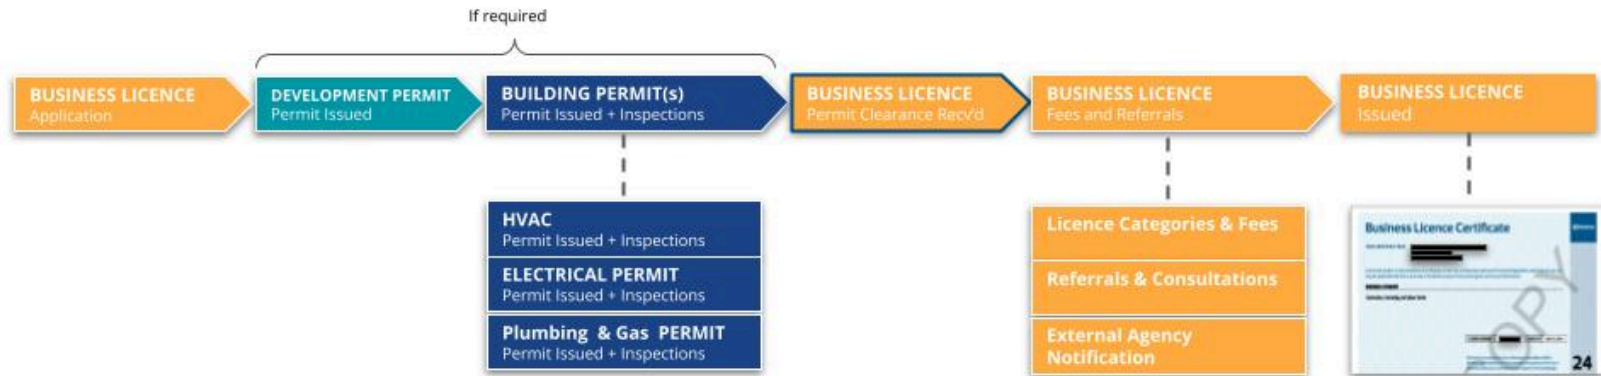 If required
BUSINESS LICENCE
Application
DEVELOPMENT PERMIT
Permit Issued
BUILDING PERMIT(s)
Permit Issued + Inspections
BUSINESS LICENCE
Permit Clearance Recv'd
BUSINESS LICENCE
Fees and Referrals
BUSINESS LICENCE
Issued
HVAC
Permit Issued + Inspections
ELECTRICAL PERMIT
Permit Issued + Inspections
Plumbing & Gas PERMIT
Permit Issued + Inspections
Licence Categories & Fees
Referrals & Consultations
External Agency
Notification
Business Licence Certificate
COPY
24